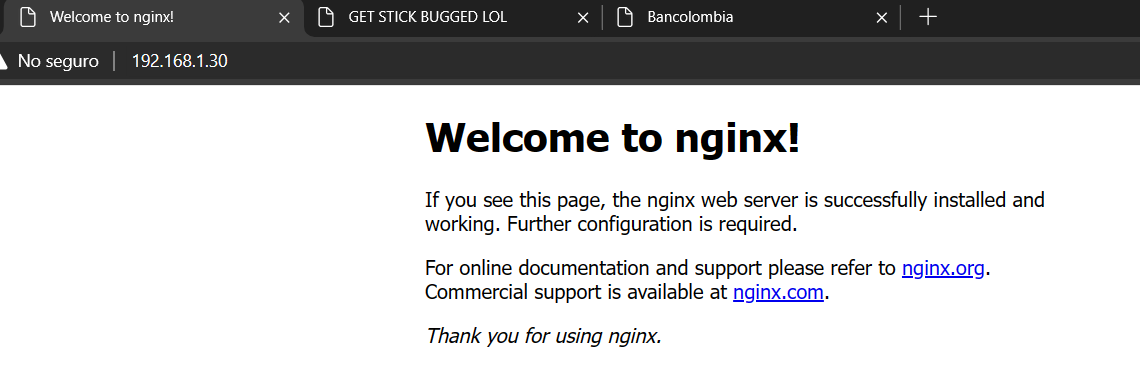 Welcome to nginx!
GET STICK BUGGED LOL
Bancolombia
No seguro
192.168.1.30
Welcome to nginx!
If you see this page, the nginx web server is successfully installed and
working. Further configuration is required.
For online documentation and support please refer to nginx.org.
Commercial support is available at nginx.com.
Thank you for using nginx.